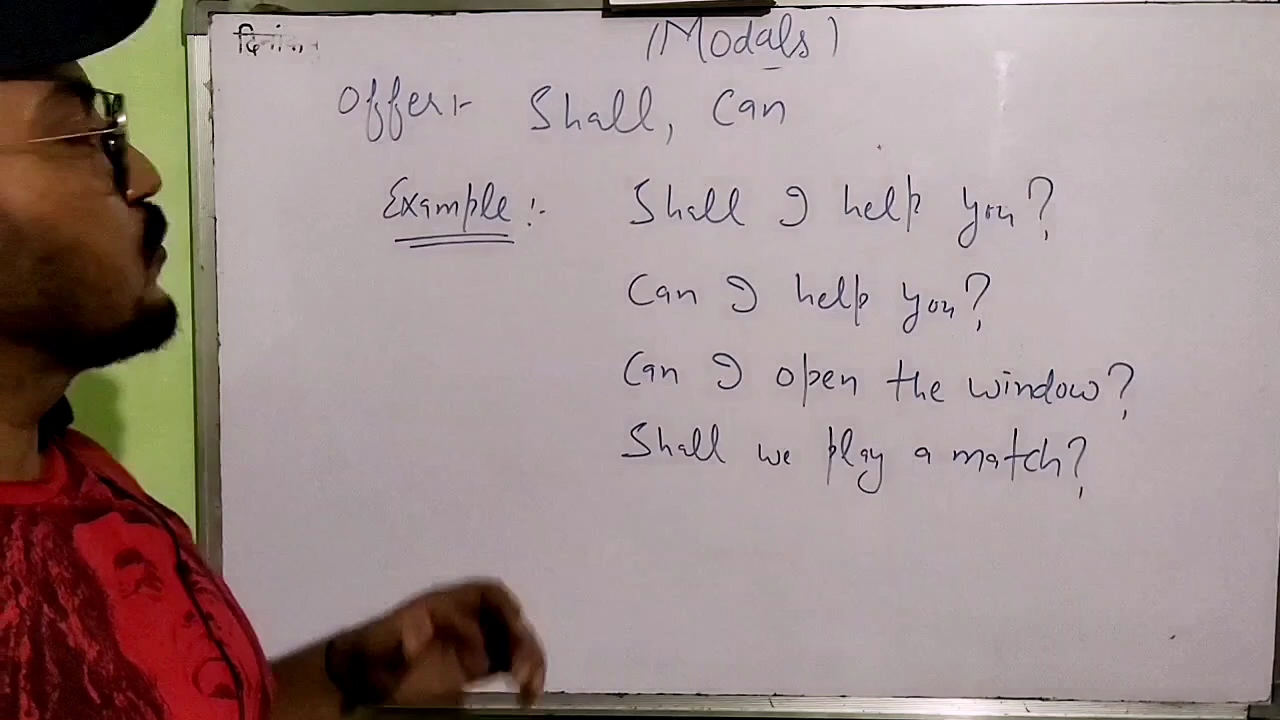 दिनांक
(Modals)
Offer:- Shall, Can
Example:- Shall I help you?
Can I help you?
Can I open the window?
Shall we play a match?